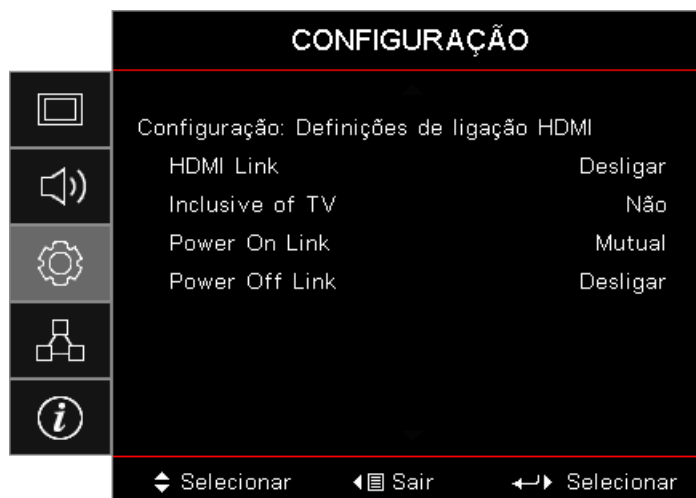 CONFIGURAÇÃO
Configuração: Definições de ligação HDMI
HDMI Link Desligar
Inclusive of TV Não
Power On Link Mutual
Power Off Link Desligar
Selecionar Sair Selecionar